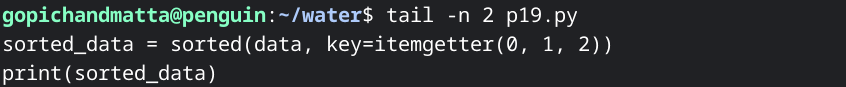 gopichandmatta@penguin:~/water$ tail -n 2 p19.py
sorted_data = sorted(data, key=itemgetter(0, 1, 2))
print(sorted_data)